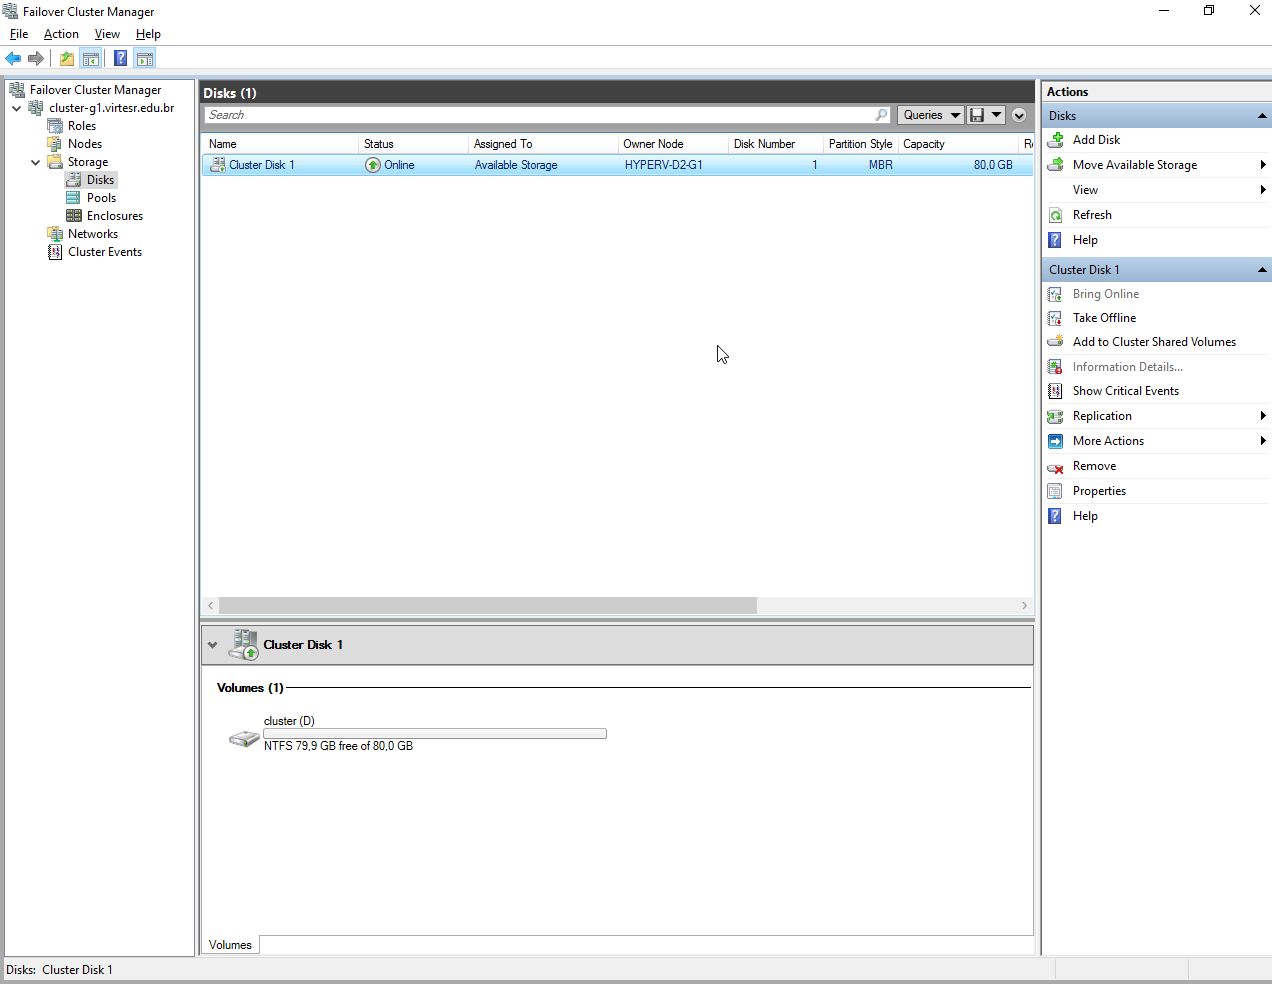 Failover Cluster Manager
File Action View Help
Failover Cluster Manager
cluster-g1.virtesr.edu.br
Roles
Nodes
Storage
Disks
Pools
Enclosures
Networks
Cluster Events
Disks (1)
Search
Queries
Name Status Assigned To Owner Node Disk Number Partition Style Capacity
Cluster Disk 1 Online Available Storage HYPERV-D2-G1 1 MBR 80,0 GB
Cluster Disk 1
Volumes (1)
cluster (D)
NTFS 79,9 GB free of 80,0 GB
Volumes
Actions
Disks
Add Disk
Move Available Storage
View
Refresh
Help
Cluster Disk 1
Bring Online
Take Offline
Add to Cluster Shared Volumes
Information Details...
Show Critical Events
Replication
More Actions
Remove
Properties
Help
Disks: Cluster Disk 1